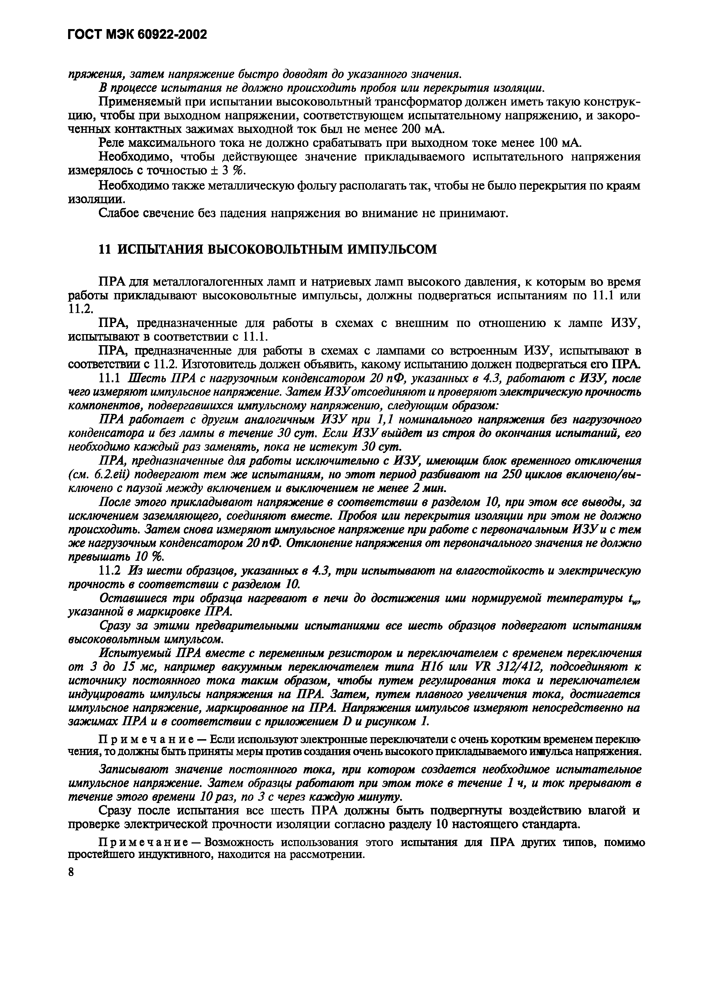 ГОСТ МЭК 60922-2002
пряжения, затем напряжение быстро доводят до указанного значения.
В процессе испытания не должно происходить пробоя или перекрытия изоляции.
Применяемый при испытании высоковольтный трансформатор должен иметь такую конструк-
цию, чтобы при выходном напряжении, соответствующем испытательному напряжению, и закоро-
ченных контактных зажимах выходной ток был не менее 200 мА.
Реле максимального тока не должно срабатывать при выходном токе менее 100 мА.
Необходимо, чтобы действующее значение прикладываемого испытательного напряжения
измерялось с точностью ± 3 %.
Необходимо также металлическую фольгу располагать так, чтобы не было перекрытия по краям
изоляции.
Слабое свечение без падения напряжения во внимание не принимают.
11 ИСПЫТАНИЯ ВЫСОКОВОЛЬТНЫМ ИМПУЛЬСОМ
ПРА для металлогалогенных ламп и натриевых ламп высокого давления, к которым во время
работы прикладывают высоковольтные импульсы, должны подвергаться испытаниям по 11.1 или
11.2.
ПРА, предназначенные для работы в схемах с внешним по отношению к лампе ИЗУ,
испытывают в соответствии с 11.1.
ПРА, предназначенные для работы в схемах с лампами со встроенным ИЗУ, испытывают в
соответствии с 11.2. Изготовитель должен объявить, какому испытанию должен подвергаться его ПРА.
11.1 Шесть ПРА с нагрузочным конденсатором 20 пФ, указанных в 4.3, работают с ИЗУ, после
чего измеряют импульсное напряжение. Затем ИЗУ отсоединяют и проверяют электрическую прочность
компонентов, подвергавшихся импульсному напряжению, следующим образом:
ПРА работает с другим аналогичным ИЗУ при 1,1 номинального напряжения без нагрузочного
конденсатора и без лампы в течение 30 сут. Если ИЗУ выйдет из строя до окончания испытаний, его
необходимо каждый раз заменять, пока не истекут 30 сут.
ПРА, предназначенные для работы исключительно с ИЗУ, имеющим блок временного отключения
(см. 6.2.eii) подвергают тем же испытаниям, но этот период разбивают на 250 циклов включено/вы-
ключено с паузой между включением и выключением не менее 2 мин.
После этого прикладывают напряжение в соответствии в разделом 10, при этом все выводы, за
исключением заземляющего, соединяют вместе. Пробоя или перекрытия изоляции при этом не должно
происходить. Затем снова измеряют импульсное напряжение при работе с первоначальным ИЗУ и с тем
же нагрузочным конденсатором 20 пФ. Отклонение напряжения от первоначального значения не должно
превышать 10 %.
11.2 Из шести образцов, указанных в 4.3, три испытывают на влагостойкость и электрическую
прочность в соответствии с разделом 10.
Оставшиеся три образца нагревают в печи до достижения ими нормируемой температуры tw,
указанной в маркировке ПРА.
Сразу за этими предварительными испытаниями все шесть образцов подвергают испытаниям
высоковольтным импульсом.
Испытуемый ПРА вместе с переменным резистором и переключателем с временем переключения
от 3 до 15 мс, например вакуумным переключателем типа Н16 или VR 312/412, подсоединяют к
источнику постоянного тока таким образом, чтобы путем регулирования тока и переключателем
индуцировать импульсы напряжения на ПРА. Затем, путем плавного увеличения тока, достигается
импульсное напряжение, маркированное на ПРА. Напряжения импульсов измеряют непосредственно на
зажимах ПРА и в соответствии с приложением D и рисунком 1.
Примечание — Если используют электронные переключатели с очень коротким временем переклю-
чения, то должны быть приняты меры против создания очень высокого прикладываемого импульса напряжения.
Записывают значение постоянного тока, при котором создается необходимое испытательное
импульсное напряжение. Затем образцы работают при этом токе в течение 1 ч, и ток прерывают в
течение этого времени 10 раз, по 3 с через каждую минуту.
Сразу после испытания все шесть ПРА должны быть подвергнуты воздействию влагой и
проверке электрической прочности изоляции согласно разделу 10 настоящего стандарта.
Примечание — Возможность использования этого испытания для ПРА других типов, помимо
простейшего индуктивного, находится на рассмотрении.
8